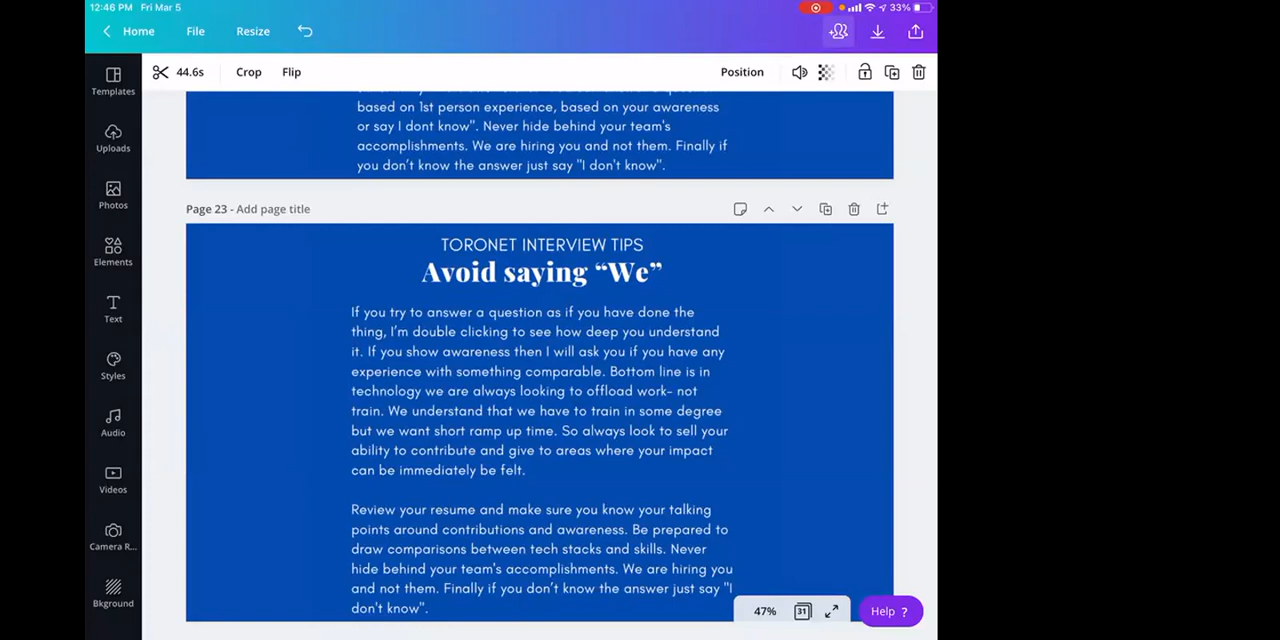 12:46 PM Fri Mar 5
33%
Home File Resize
44.6s Crop Flip Position
Templates
Uploads
Photos
Elements
Text
Styles
Audio
Videos
Camera R...
Bkground
based on 1st person experience, based on your awareness
or say I dont know". Never hide behind your team's
accomplishments. We are hiring you and not them. Finally if
you don't know the answer just say "I don't know".
Page 23 - Add page title
TORONET INTERVIEW TIPS
Avoid saying “We”
If you try to answer a question as if you have done the
thing, I'm double clicking to see how deep you understand
it. If you show awareness then I will ask you if you have any
experience with something comparable. Bottom line is in
technology we are always looking to offload work- not
train. We understand that we have to train in some degree
but we want short ramp up time. So always look to sell your
ability to contribute and give to areas where your impact
can be immediately be felt.
Review your resume and make sure you know your talking
points around contributions and awareness. Be prepared to
draw comparisons between tech stacks and skills. Never
hide behind your team's accomplishments. We are hiring you
and not them. Finally if you don't know the answer just say "I
don't know".
47% 31 Help ?